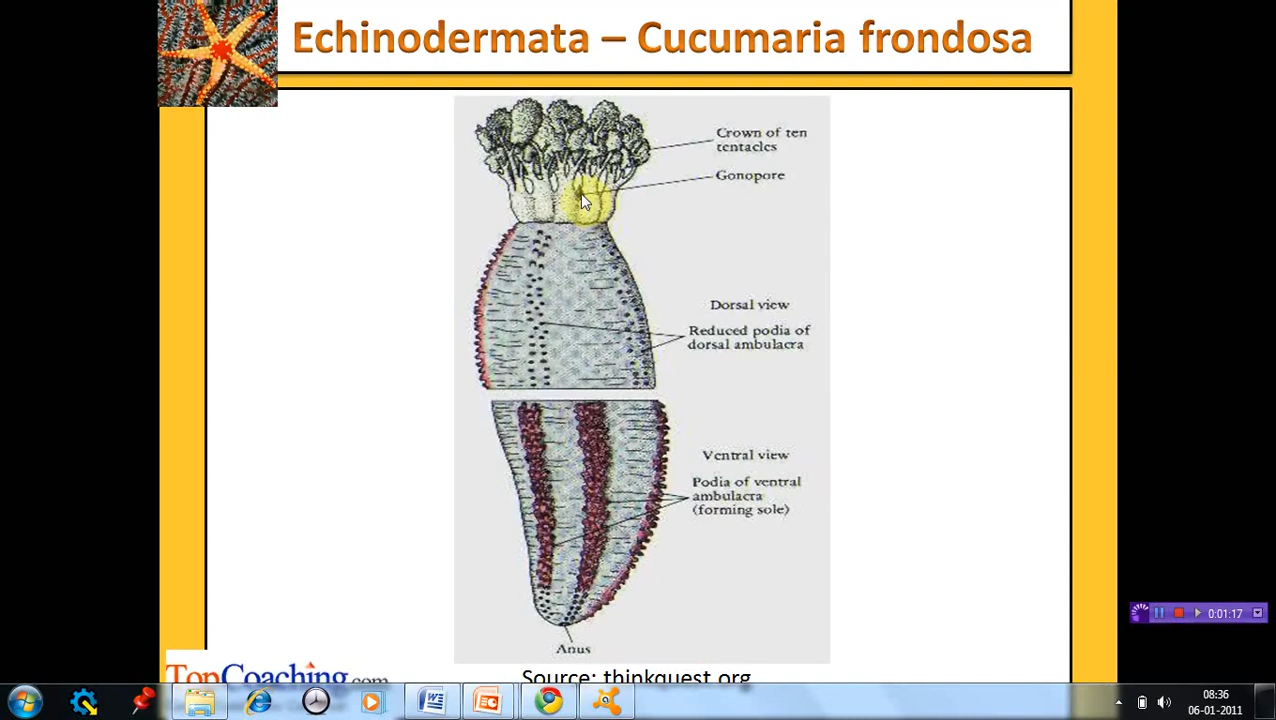 Echinodermata – Cucumaria frondosa
Crown of ten
tentacles
Gonopore
Dorsal view
Reduced podia of
dorsal ambulacra
Ventral view
Podia of ventral
ambulacra
(forming sole)
Anus
TopCoaching.com
Source: thinkquest.org
0:01:17
08:36
06-01-2011